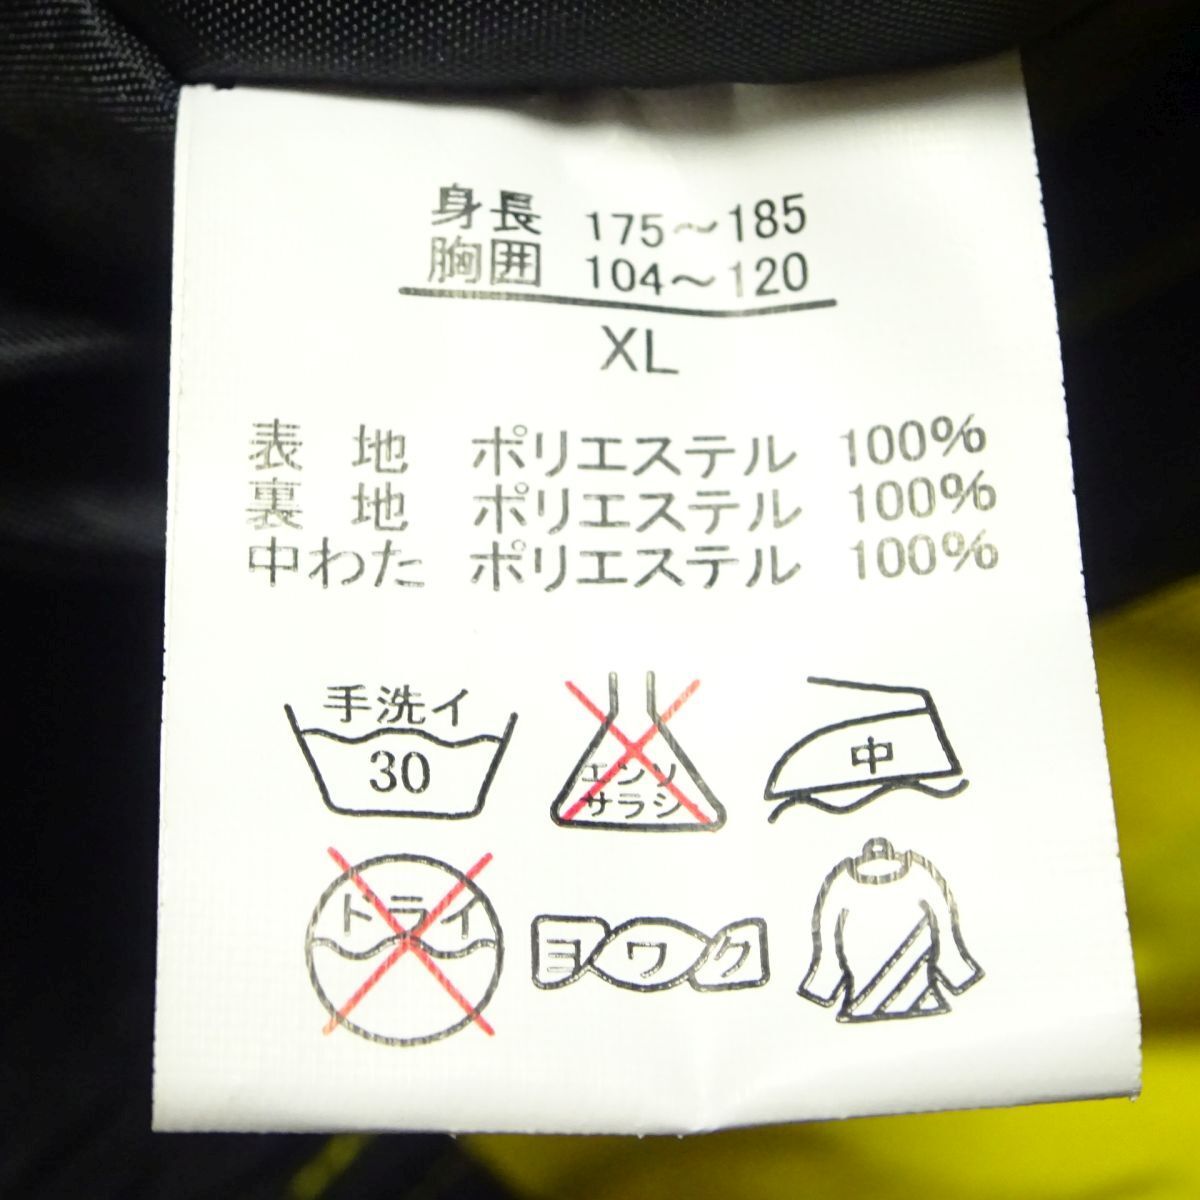 身長 175～185
胸囲 104～120
XL
表地 ポリエステル 100%
裏地 ポリエステル 100%
中わた ポリエステル 100%
手洗イ
30
エンソ
サラシ
中
ドライ
ヨワク